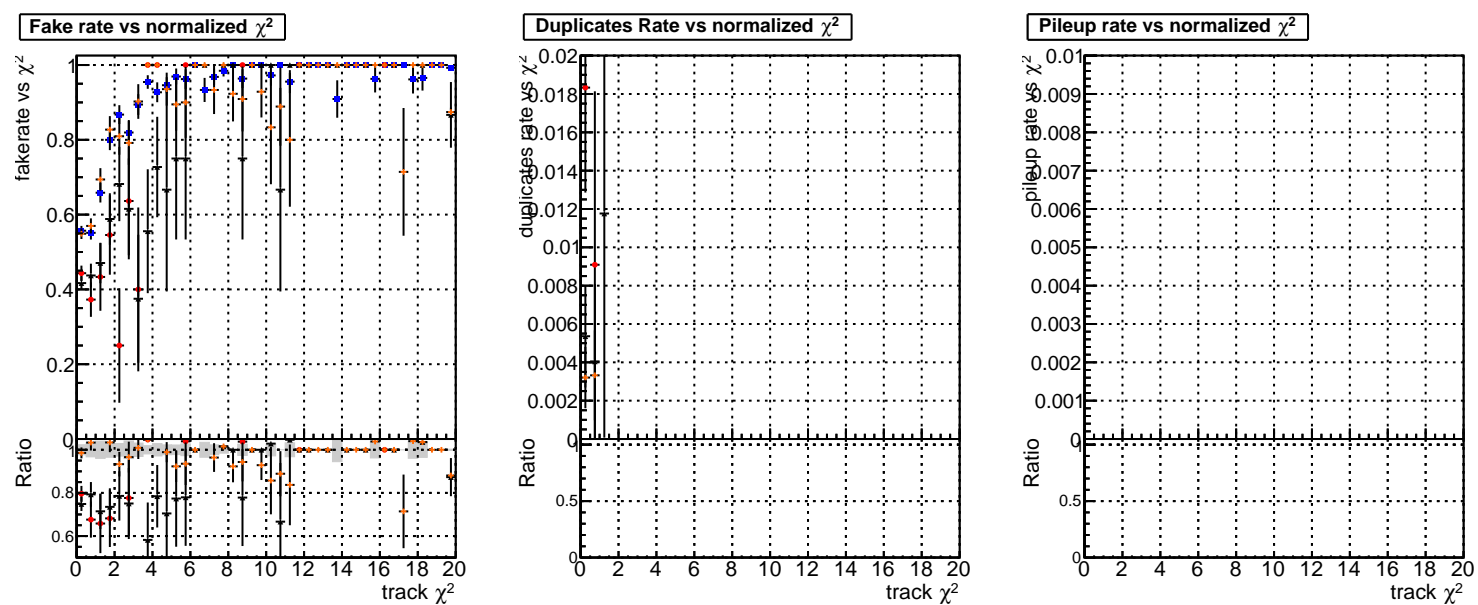 Fake rate vs normalized χ²
fakerate vs χ²
1
0.8
0.6
0.4
0.2
0
Ratio
1
0.8
0.6
0 2 4 6 8 10 12 14 16 18 20
track χ²
Duplicates Rate vs normalized χ²
duplicates rate vs χ²
0.02
0.018
0.016
0.014
0.012
0.01
0.008
0.006
0.004
0.002
0
Ratio
1
0.5
0
0 2 4 6 8 10 12 14 16 18 20
track χ²
Pileup rate vs normalized χ²
pileup rate vs χ²
0.01
0.009
0.008
0.007
0.006
0.005
0.004
0.003
0.002
0.001
0
Ratio
1
0.5
0
0 2 4 6 8 10 12 14 16 18 20
track χ²